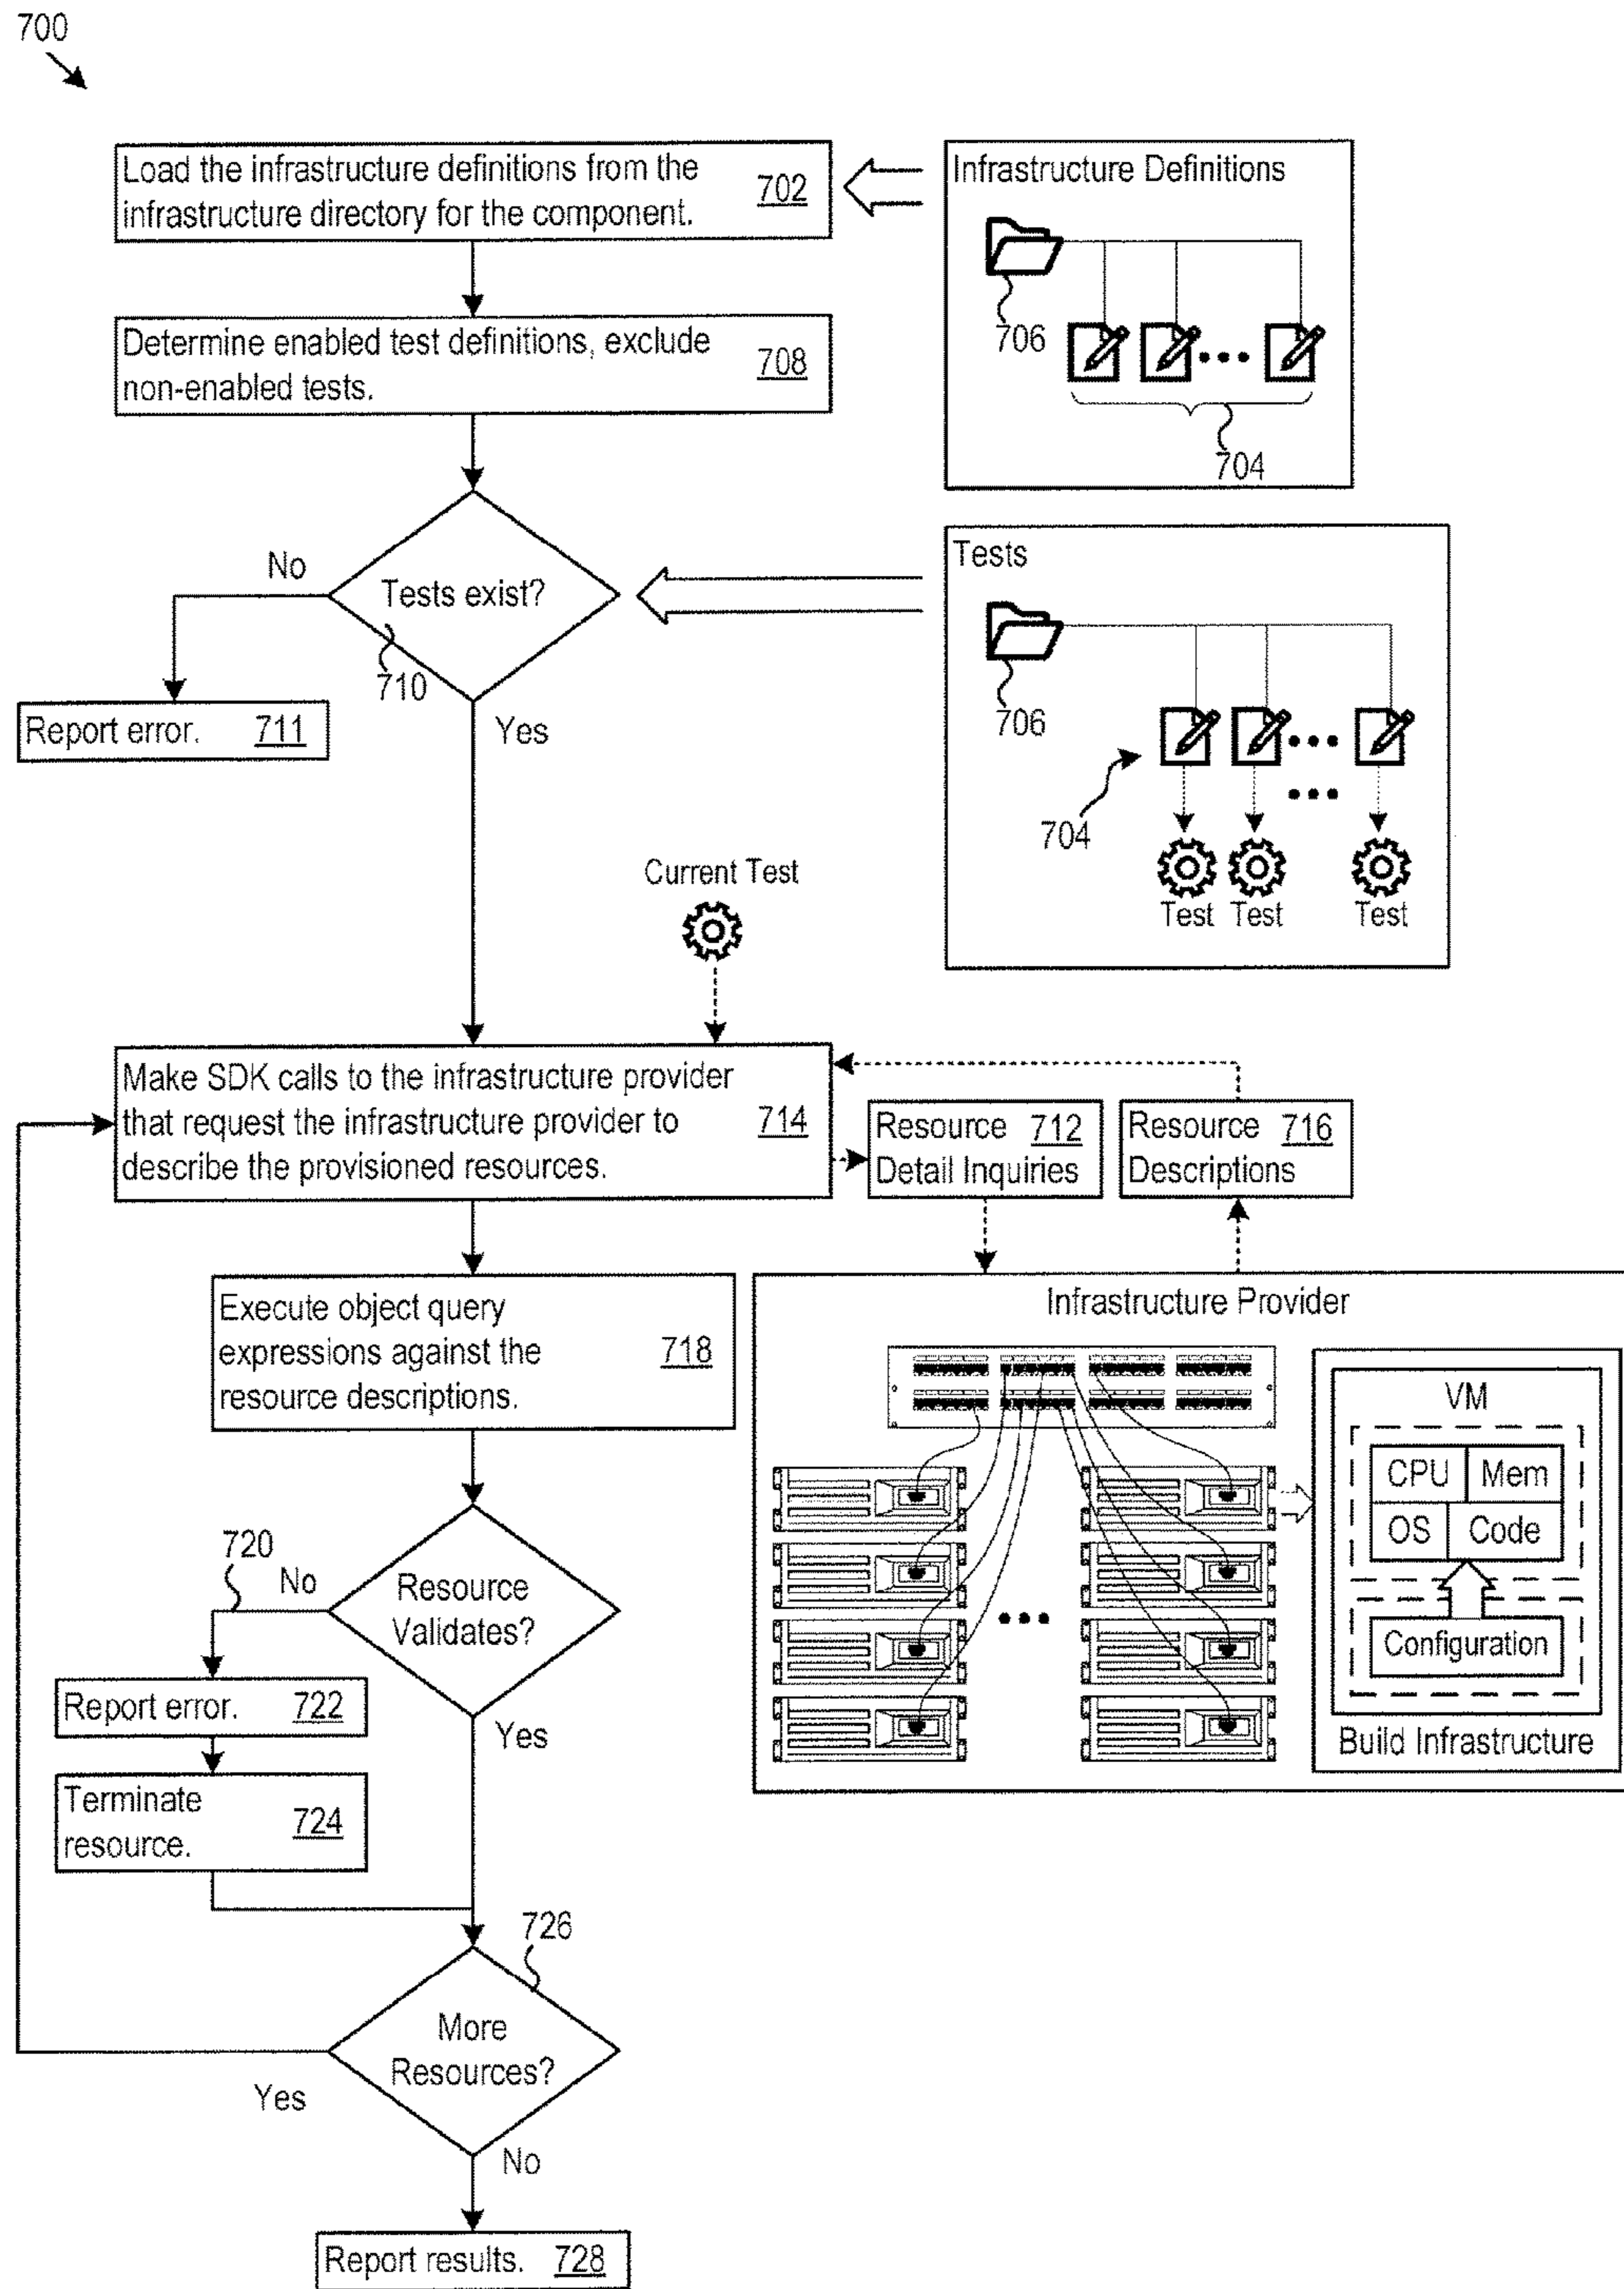 700
Load the infrastructure definitions from the
infrastructure directory for the component.
702
Infrastructure Definitions
706
704
Determine enabled test definitions, exclude
non-enabled tests.
708
Tests exist?
No
710
Yes
Report error. 711
Tests
706
704
Test Test Test
Current Test
Make SDK calls to the infrastructure provider
that request the infrastructure provider to
describe the provisioned resources.
714
Resource 712
Detail Inquiries
Resource 716
Descriptions
Execute object query
expressions against the
resource descriptions.
718
Infrastructure Provider
VM
CPU Mem
OS Code
Configuration
Build Infrastructure
720
No
Resource
Validates?
Yes
Report error. 722
Terminate
resource.
724
726
More
Resources?
Yes
No
Report results. 728